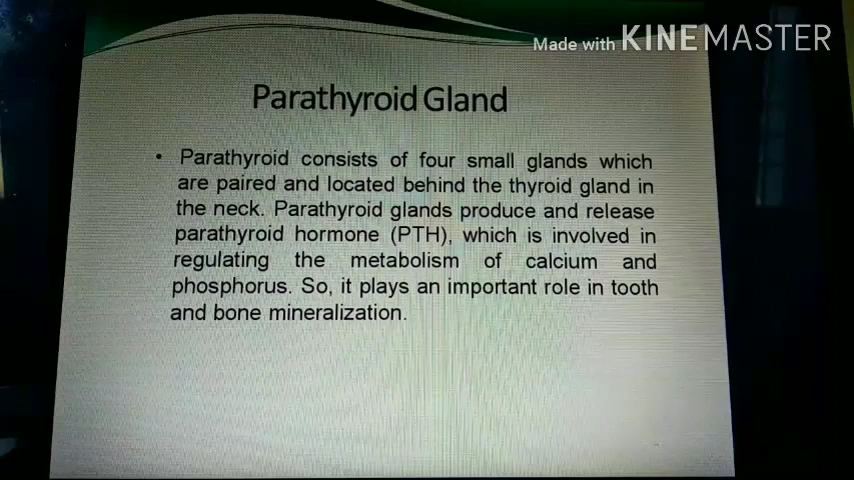 Made with KINEMASTER
Parathyroid Gland
• Parathyroid consists of four small glands which
are paired and located behind the thyroid gland in
the neck. Parathyroid glands produce and release
parathyroid hormone (PTH), which is involved in
regulating the metabolism of calcium and
phosphorus. So, it plays an important role in tooth
and bone mineralization.